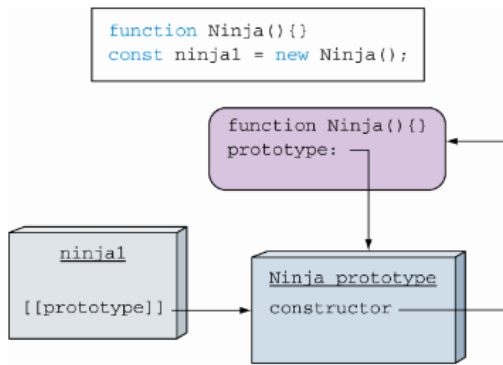 function Ninja(){}
const ninja1 = new Ninja();
function Ninja(){}
prototype:
ninja1
[[prototype]]
Ninja prototype
constructor